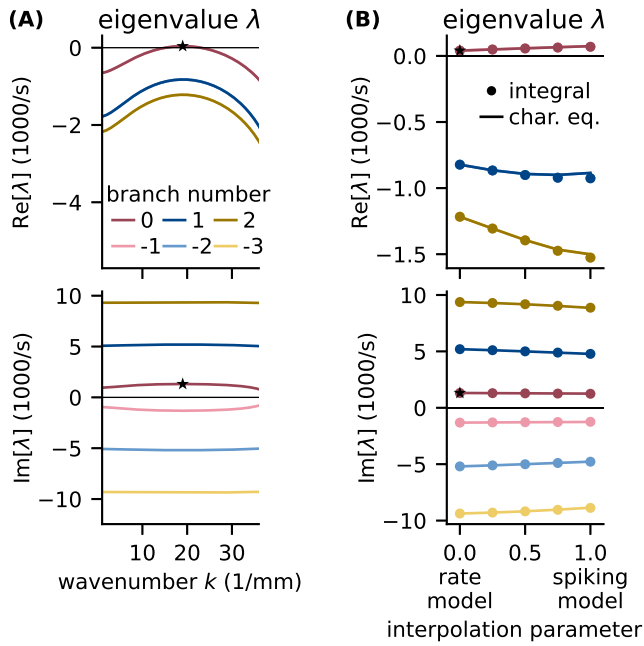 (A)
eigenvalue λ
0
−2
−4
Re[λ] (1000/s)
branch number
0 1 2
-1 -2 -3
10
5
0
−5
−10
Im[λ] (1000/s)
10 19 30
wavenumber k (1/mm)
(B)
eigenvalue λ
0.0
−0.5
−1.0
−1.5
Re[λ] (1000/s)
integral
char. eq.
10
5
0
−5
−10
Im[λ] (1000/s)
0.0 0.5 1.0
rate model
spiking model
interpolation parameter